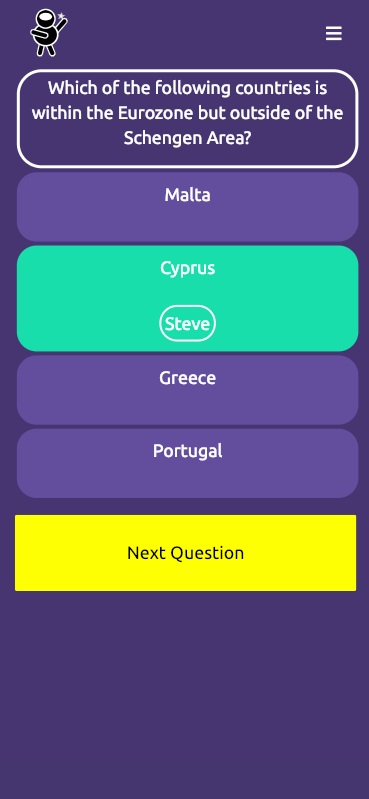 Which of the following countries is
within the Eurozone but outside of the
Schengen Area?
Malta
Cyprus
Steve
Greece
Portugal
Next Question